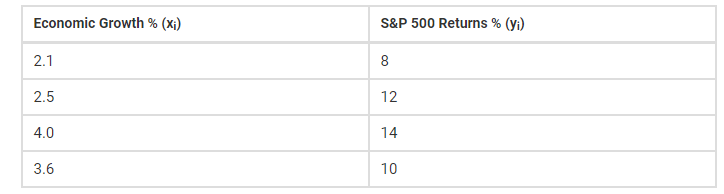 Economic Growth % (xi) S&P 500 Returns % (yi)
2.1 8
2.5 12
4.0 14
3.6 10